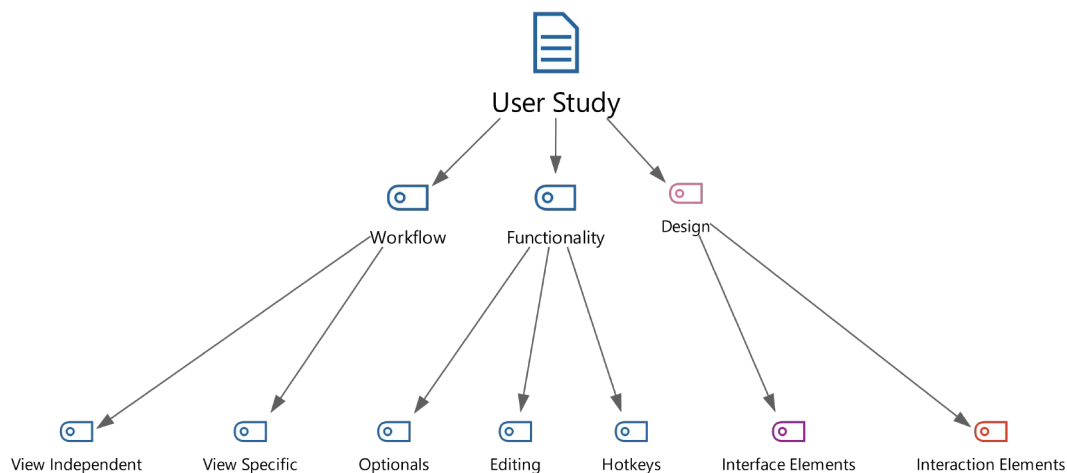 User Study
Workflow
Functionality
Design
View Independent
View Specific
Optionals
Editing
Hotkeys
Interface Elements
Interaction Elements